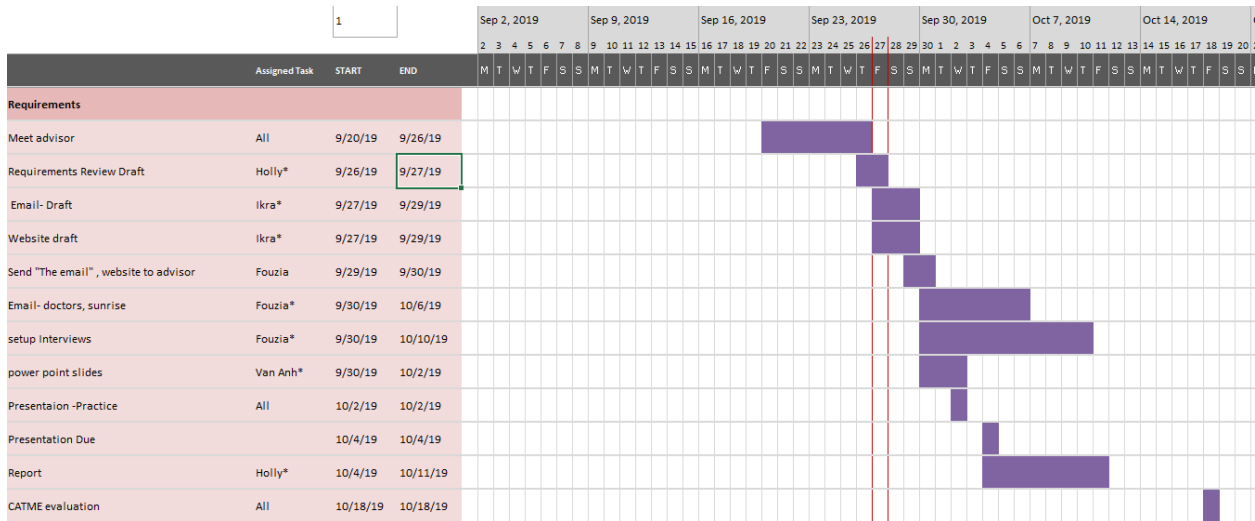 1
Sep 2, 2019 Sep 9, 2019 Sep 16, 2019 Sep 23, 2019 Sep 30, 2019 Oct 7, 2019 Oct 14, 2019
2 3 4 5 6 7 8 9 10 11 12 13 14 15 16 17 18 19 20 21 22 23 24 25 26 27 28 29 30 1 2 3 4 5 6 7 8 9 10 11 12 13 14 15 16 17 18 19 20
Assigned Task START END M T W T F S S M T W T F S S M T W T F S S M T W T F S S M T W T F S S M T W T F S S M T W T F S S
Requirements
Meet advisor All 9/20/19 9/26/19
Requirements Review Draft Holly* 9/26/19 9/27/19
Email- Draft Ikra* 9/27/19 9/29/19
Website draft Ikra* 9/27/19 9/29/19
Send "The email" , website to advisor Fouzia 9/29/19 9/30/19
Email- doctors, sunrise Fouzia* 9/30/19 10/6/19
setup Interviews Fouzia* 9/30/19 10/10/19
power point slides Van Anh* 9/30/19 10/2/19
Presentaion -Practice All 10/2/19 10/2/19
Presentation Due 10/4/19 10/4/19
Report Holly* 10/4/19 10/11/19
CATME evaluation All 10/18/19 10/18/19